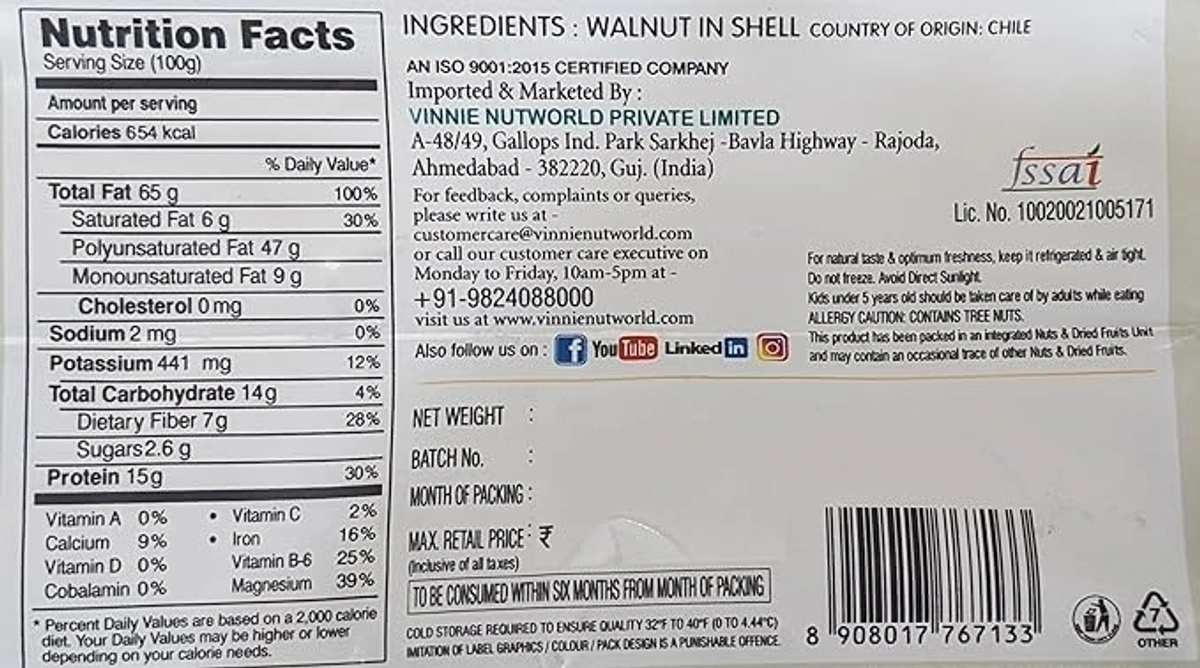 Nutrition Facts
Serving Size (100g)
Amount per serving
Calories 654 kcal
% Daily Value*
Total Fat 65 g 100%
Saturated Fat 6 g 30%
Polyunsaturated Fat 47 g
Monounsaturated Fat 9 g
Cholesterol 0 mg 0%
Sodium 2 mg 0%
Potassium 441 mg 12%
Total Carbohydrate 14g 4%
Dietary Fiber 7g 28%
Sugars 2.6 g
Protein 15g 30%
Vitamin A 0% • Vitamin C 2%
Calcium 9% • Iron 16%
Vitamin D 0% Vitamin B-6 25%
Cobalamin 0% Magnesium 39%
* Percent Daily Values are based on a 2,000 calorie
diet. Your Daily Values may be higher or lower
depending on your calorie needs.
INGREDIENTS : WALNUT IN SHELL COUNTRY OF ORIGIN: CHILE
AN ISO 9001:2015 CERTIFIED COMPANY
Imported & Marketed By :
VINNIE NUTWORLD PRIVATE LIMITED
A-48/49, Gallops Ind. Park Sarkhej -Bavla Highway - Rajoda,
Ahmedabad - 382220, Guj. (India)
For feedback, complaints or queries,
please write us at -
customercare@vinnienutworld.com
or call our customer care executive on
Monday to Friday, 10am-5pm at -
+91-9824088000
visit us at www.vinnienutworld.com
Also follow us on : f YouTube Linked in
fssai
Lic. No. 10020021005171
For natural taste & optimum freshness, keep it refrigerated & air tight.
Do not freeze. Avoid Direct Sunlight.
Kids under 5 years old should be taken care of by adults while eating
ALLERGY CAUTION: CONTAINS TREE NUTS.
This product has been packed in an integrated Nuts & Dried Fruits Unit
and may contain an occasional trace of other Nuts & Dried Fruits.
NET WEIGHT :
BATCH No. :
MONTH OF PACKING :
MAX. RETAIL PRICE : ₹
(Inclusive of all taxes)
TO BE CONSUMED WITHIN SIX MONTHS FROM MONTH OF PACKING
COLD STORAGE REQUIRED TO ENSURE QUALITY 32°F TO 40°F (0 TO 4.44°C)
IMITATION OF LABEL GRAPHICS / COLOUR / PACK DESIGN IS A PUNISHABLE OFFENCE.
8 908017 767133
7
OTHER